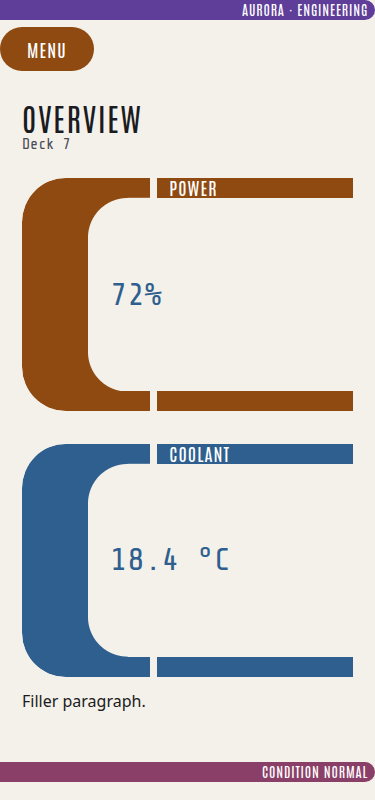 AURORA · ENGINEERING
MENU
OVERVIEW
Deck 7
POWER
72%
COOLANT
18.4 °C
Filler paragraph.
CONDITION NORMAL